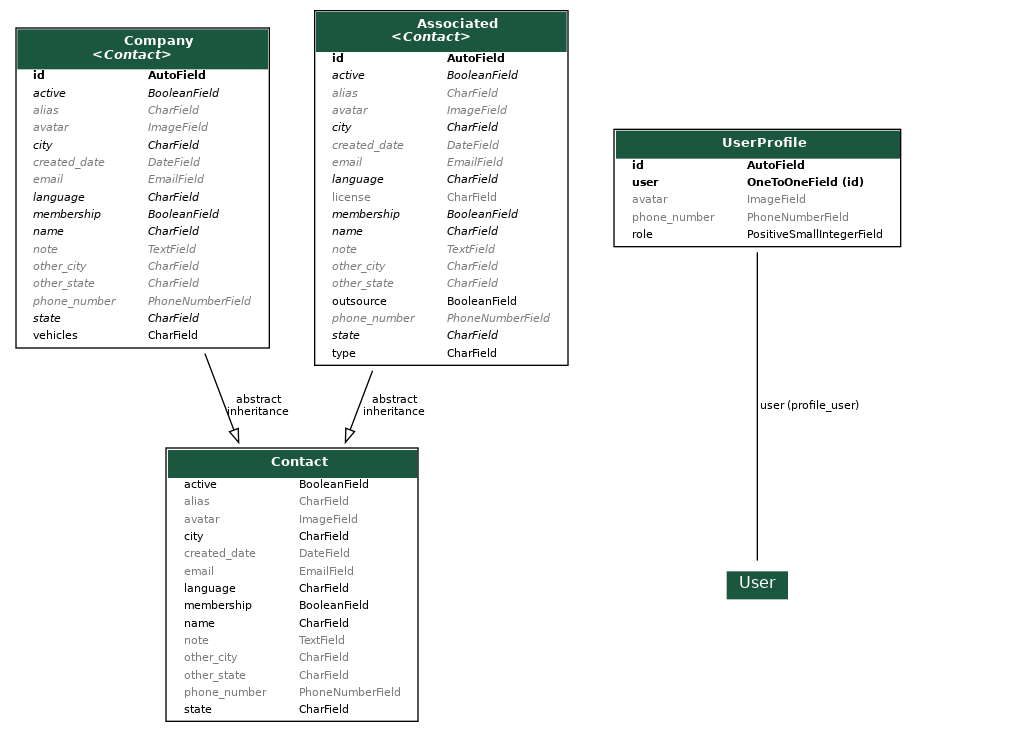 Company
<Contact>
id AutoField
active BooleanField
alias CharField
avatar ImageField
city CharField
created_date DateField
email EmailField
language CharField
membership BooleanField
name CharField
note TextField
other_city CharField
other_state CharField
phone_number PhoneNumberField
state CharField
vehicles CharField
Associated
<Contact>
id AutoField
active BooleanField
alias CharField
avatar ImageField
city CharField
created_date DateField
email EmailField
language CharField
license CharField
membership BooleanField
name CharField
note TextField
other_city CharField
other_state CharField
outsource BooleanField
phone_number PhoneNumberField
state CharField
type CharField
UserProfile
id AutoField
user OneToOneField (id)
avatar ImageField
phone_number PhoneNumberField
role PositiveSmallIntegerField
abstract
inheritance
abstract
inheritance
user (profile_user)
Contact
active BooleanField
alias CharField
avatar ImageField
city CharField
created_date DateField
email EmailField
language CharField
membership BooleanField
name CharField
note TextField
other_city CharField
other_state CharField
phone_number PhoneNumberField
state CharField
User